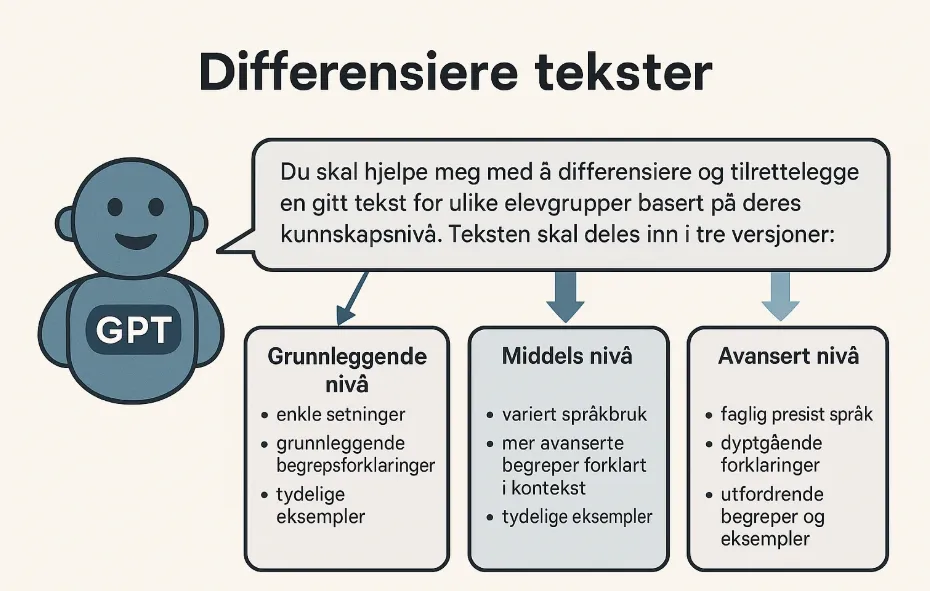 Differensiere tekster
Du skal hjelpe meg med å differensiere og tilrettelegge
en gitt tekst for ulike elevgrupper basert på deres
kunnskapsnivå. Teksten skal deles inn i tre versjoner:
GPT
Grunnleggende
nivå
• enkle setninger
• grunnleggende
begrepsforklaringer
• tydelige
eksempler
Middels nivå
• variert språkbruk
• mer avanserte
begreper forklart
i kontekst
• tydelige eksempler
Avansert nivå
• faglig presist språk
• dyptgående
forklaringer
• utfordrende
begreper og
eksempler